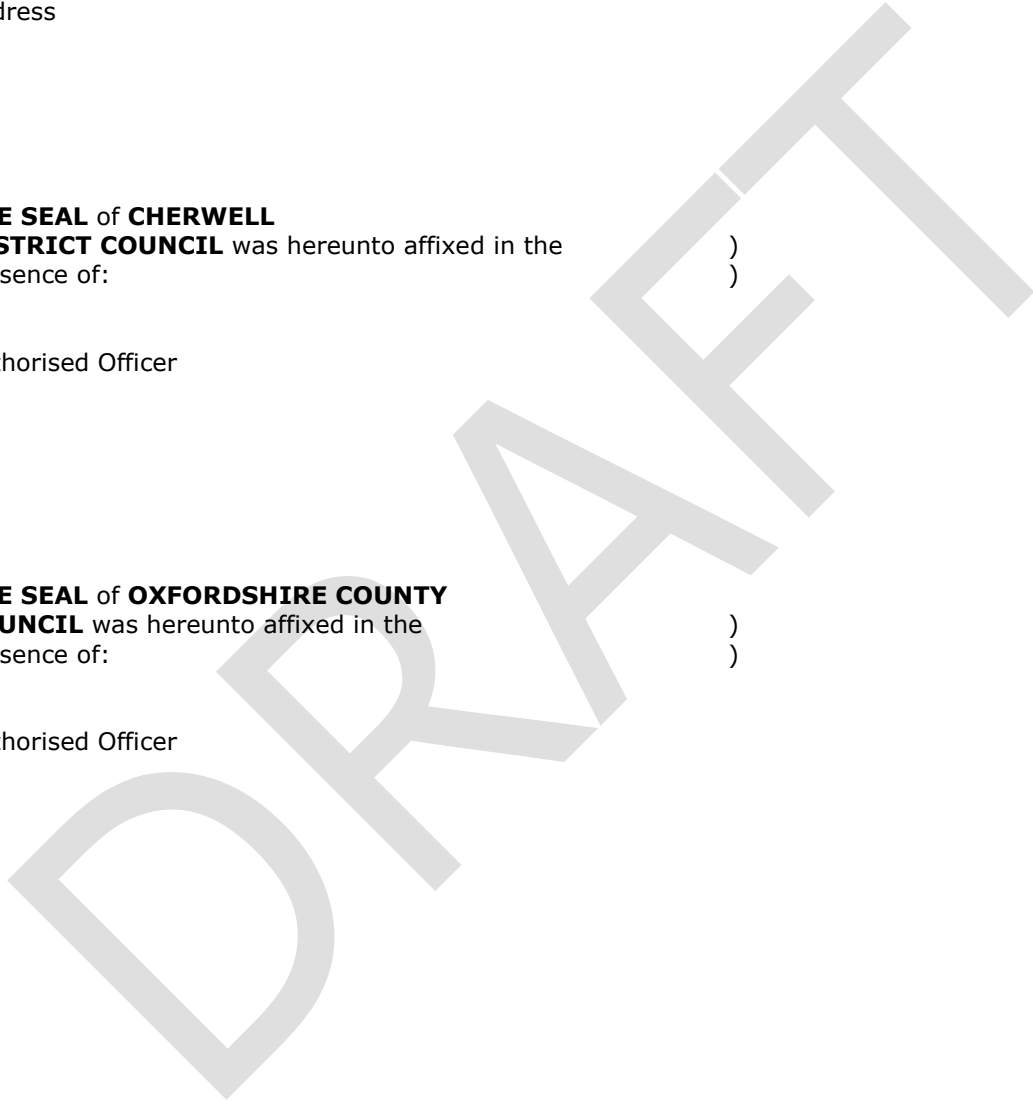 dress
E SEAL of CHERWELL
STRICT COUNCIL was hereunto affixed in the )
sence of: )
horised Officer
E SEAL of OXFORDSHIRE COUNTY
UNCIL was hereunto affixed in the )
sence of: )
horised Officer
DRAFT